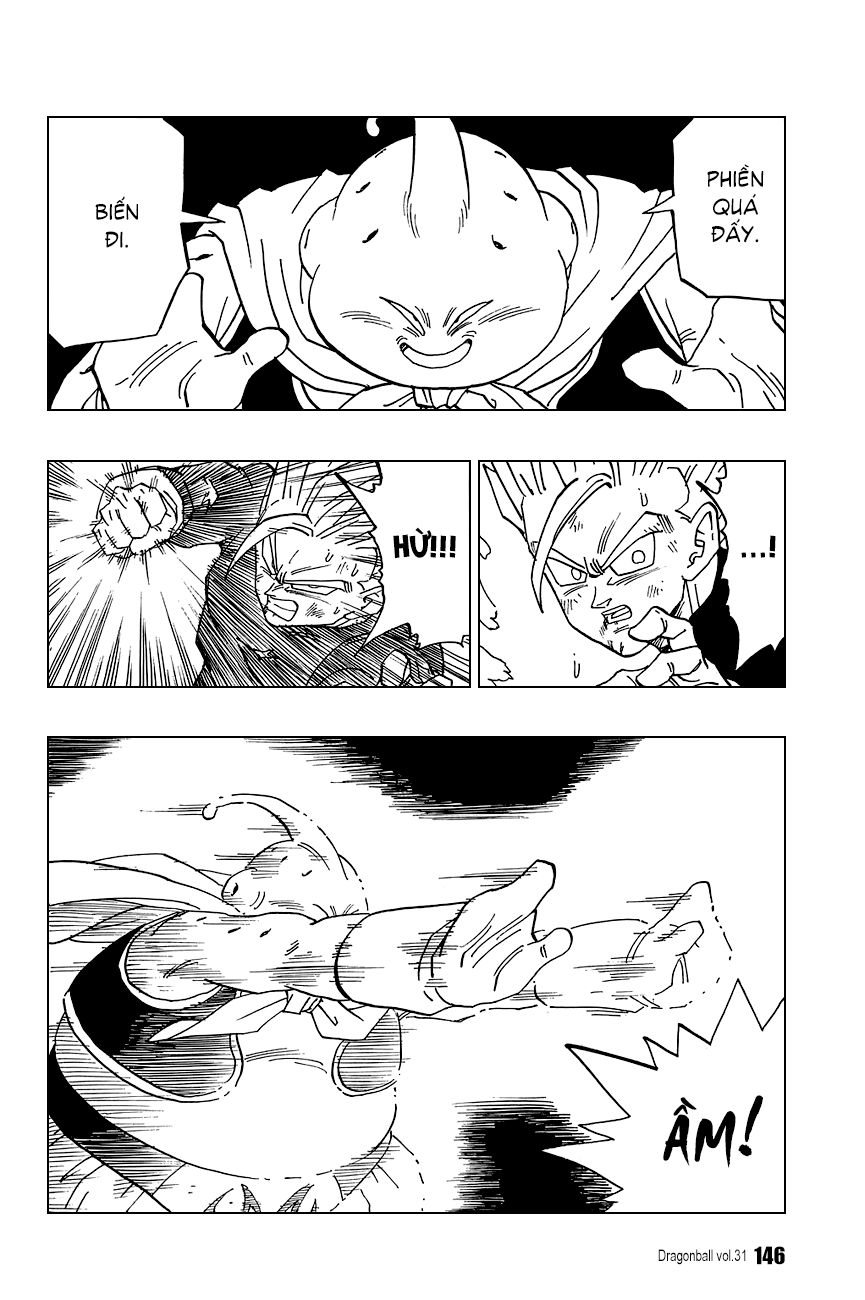 PHIỀN
QUÁ
ĐẤY.
BIẾN
ĐI.
...!
HỪ!!!
ẦM!
Dragonball vol.31 146